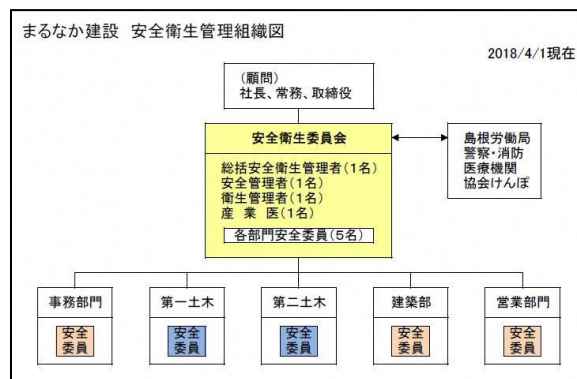 まるなか建設 安全衛生管理組織図
2018/4/1現在
(顧問)
社長、常務、取締役
安全衛生委員会
総括安全衛生管理者(1名)
安全管理者(1名)
衛生管理者(1名)
産 業 医(1名)
各部門安全委員(5名)
島根労働局
警察・消防
医療機関
協会けんぽ
事務部門
安全
委員
第一土木
安全
委員
第二土木
安全
委員
建築部
安全
委員
営業部門
安全
委員